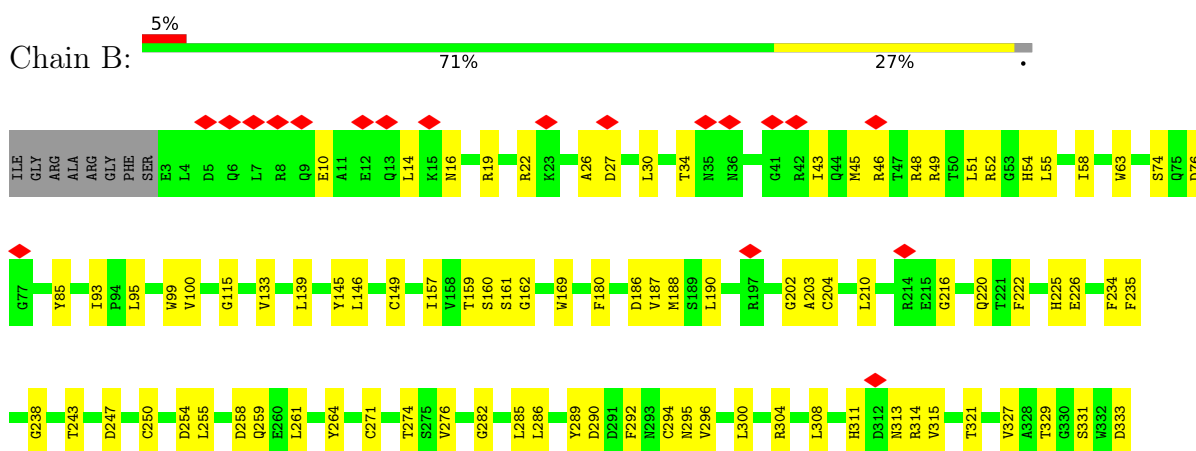 5%
Chain B:
71% 27% •
ILE GLY ARG ALA ARG GLY PHE SER E3 L4 D5 Q6 L7 R8 Q9 E10 A11 E12 Q13 L14 K15 N16 R19 R22 K23 A26 D27 L30 T34 N35 N36 G41 R42 I43 Q44 M45 R46 T47 R48 R49 T50 L51 R52 G53 H54 L55 I58 W63 S74 Q75 D76
G77 Y85 I93 P94 L95 W99 V100 G115 V133 L139 Y145 L146 C149 I157 V158 T159 S160 S161 G162 W169 F180 D186 V187 M188 S189 L190 R197 G202 A203 C204 L210 R214 E215 G216 Q220 T221 F222 H225 E226 F234 F235
G238 T243 D247 C250 D254 L255 D258 Q259 E260 L261 Y264 C271 T274 S275 V276 G282 L285 L286 Y289 D290 D291 F292 N293 C294 N295 V296 L300 R304 L308 H311 D312 N313 R314 V315 T321 V327 A328 T329 G330 S331 W332 D333